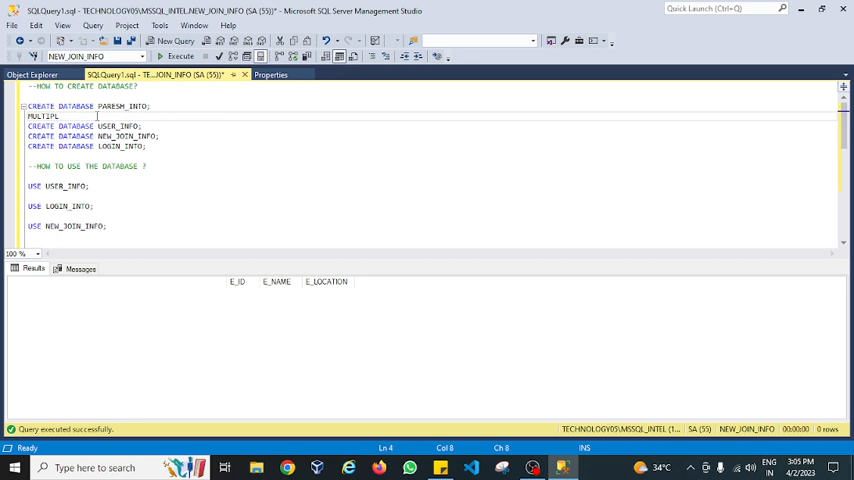 SQLQuery1.sql - TECHNOLOGY05\MSSQL_INTEL.NEW_JOIN_INFO (SA (55))* - Microsoft SQL Server Management Studio
Quick Launch (Ctrl+Q)
File Edit View Query Project Tools Window Help
New Query
NEW_JOIN_INFO Execute
Object Explorer SQLQuery1.sql - TE...JOIN_INFO (SA (55))* Properties
--HOW TO CREATE DATABASE?
CREATE DATABASE PARESH_INTO;
MULTIPL
CREATE DATABASE USER_INFO;
CREATE DATABASE NEW_JOIN_INFO;
CREATE DATABASE LOGIN_INTO;
--HOW TO USE THE DATABASE ?
USE USER_INFO;
USE LOGIN_INTO;
USE NEW_JOIN_INFO;
100 %
Results Messages
E_ID E_NAME E_LOCATION
Query executed successfully. TECHNOLOGY05\MSSQL_INTEL (1... SA (55) NEW_JOIN_INFO 00:00:00 0 rows
Ready Ln 4 Col 8 Ch 8 INS
Type here to search 34°C ENG IN 3:05 PM 4/2/2023